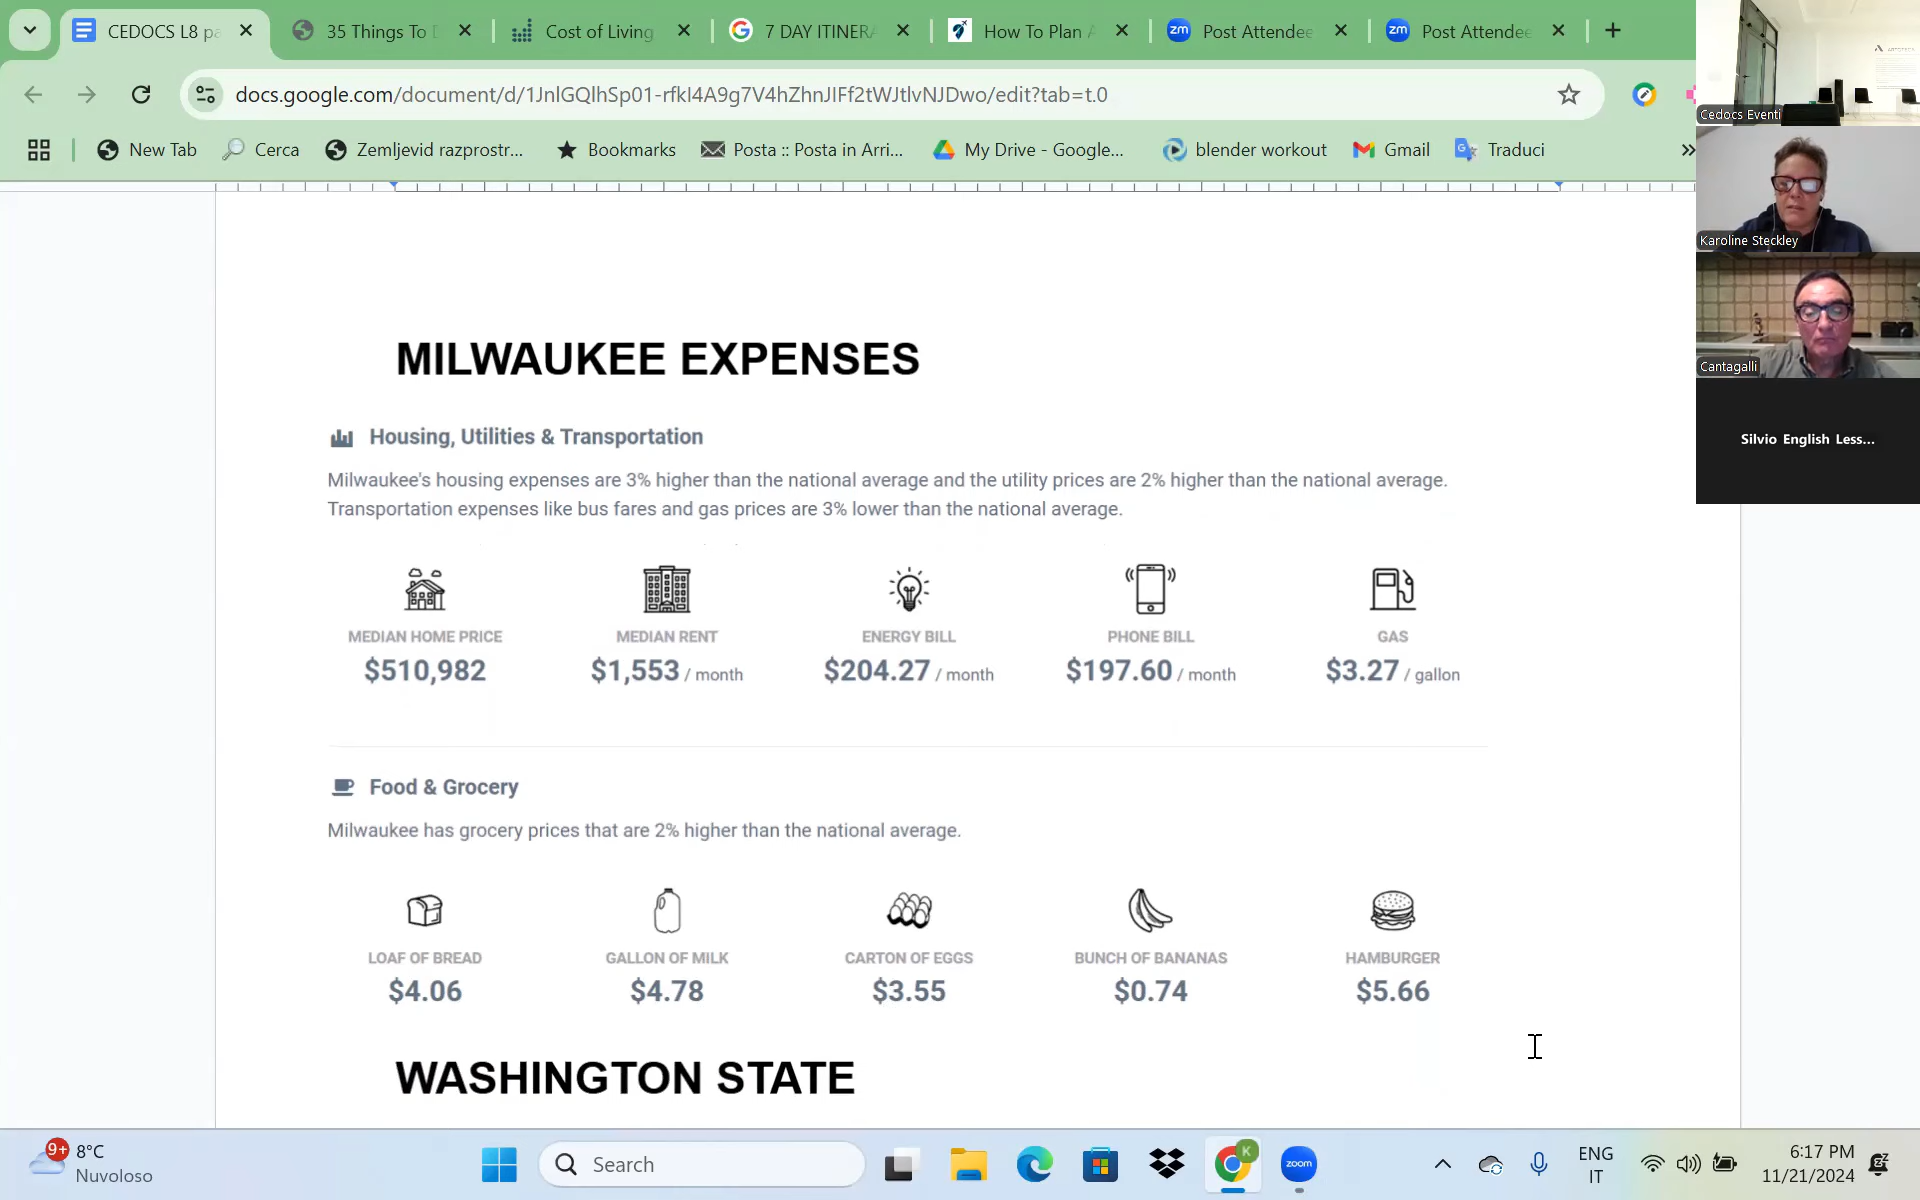 CEDOCS L8 pa
35 Things To D
Cost of Living
7 DAY ITINERA
How To Plan A
zm Post Attendee
zm Post Attendee
docs.google.com/document/d/1JnlGQlhSp01-rfkI4A9g7V4hZhnJIFf2tWJtlvNJDwo/edit?tab=t.0
New Tab
Cerca
Zemljevid razprostr...
Bookmarks
Posta :: Posta in Arri...
My Drive - Google...
blender workout
Gmail
Traduci
Cedocs Eventi
Karoline Steckley
Cantagalli
Silvio English Less...
MILWAUKEE EXPENSES
Housing, Utilities & Transportation
Milwaukee's housing expenses are 3% higher than the national average and the utility prices are 2% higher than the national average.
Transportation expenses like bus fares and gas prices are 3% lower than the national average.
MEDIAN HOME PRICE
$510,982
MEDIAN RENT
$1,553 / month
ENERGY BILL
$204.27 / month
PHONE BILL
$197.60 / month
GAS
$3.27 / gallon
Food & Grocery
Milwaukee has grocery prices that are 2% higher than the national average.
LOAF OF BREAD
$4.06
GALLON OF MILK
$4.78
CARTON OF EGGS
$3.55
BUNCH OF BANANAS
$0.74
HAMBURGER
$5.66
WASHINGTON STATE
9+
8°C
Nuvoloso
Search
K
zoom
ENG
IT
6:17 PM
11/21/2024